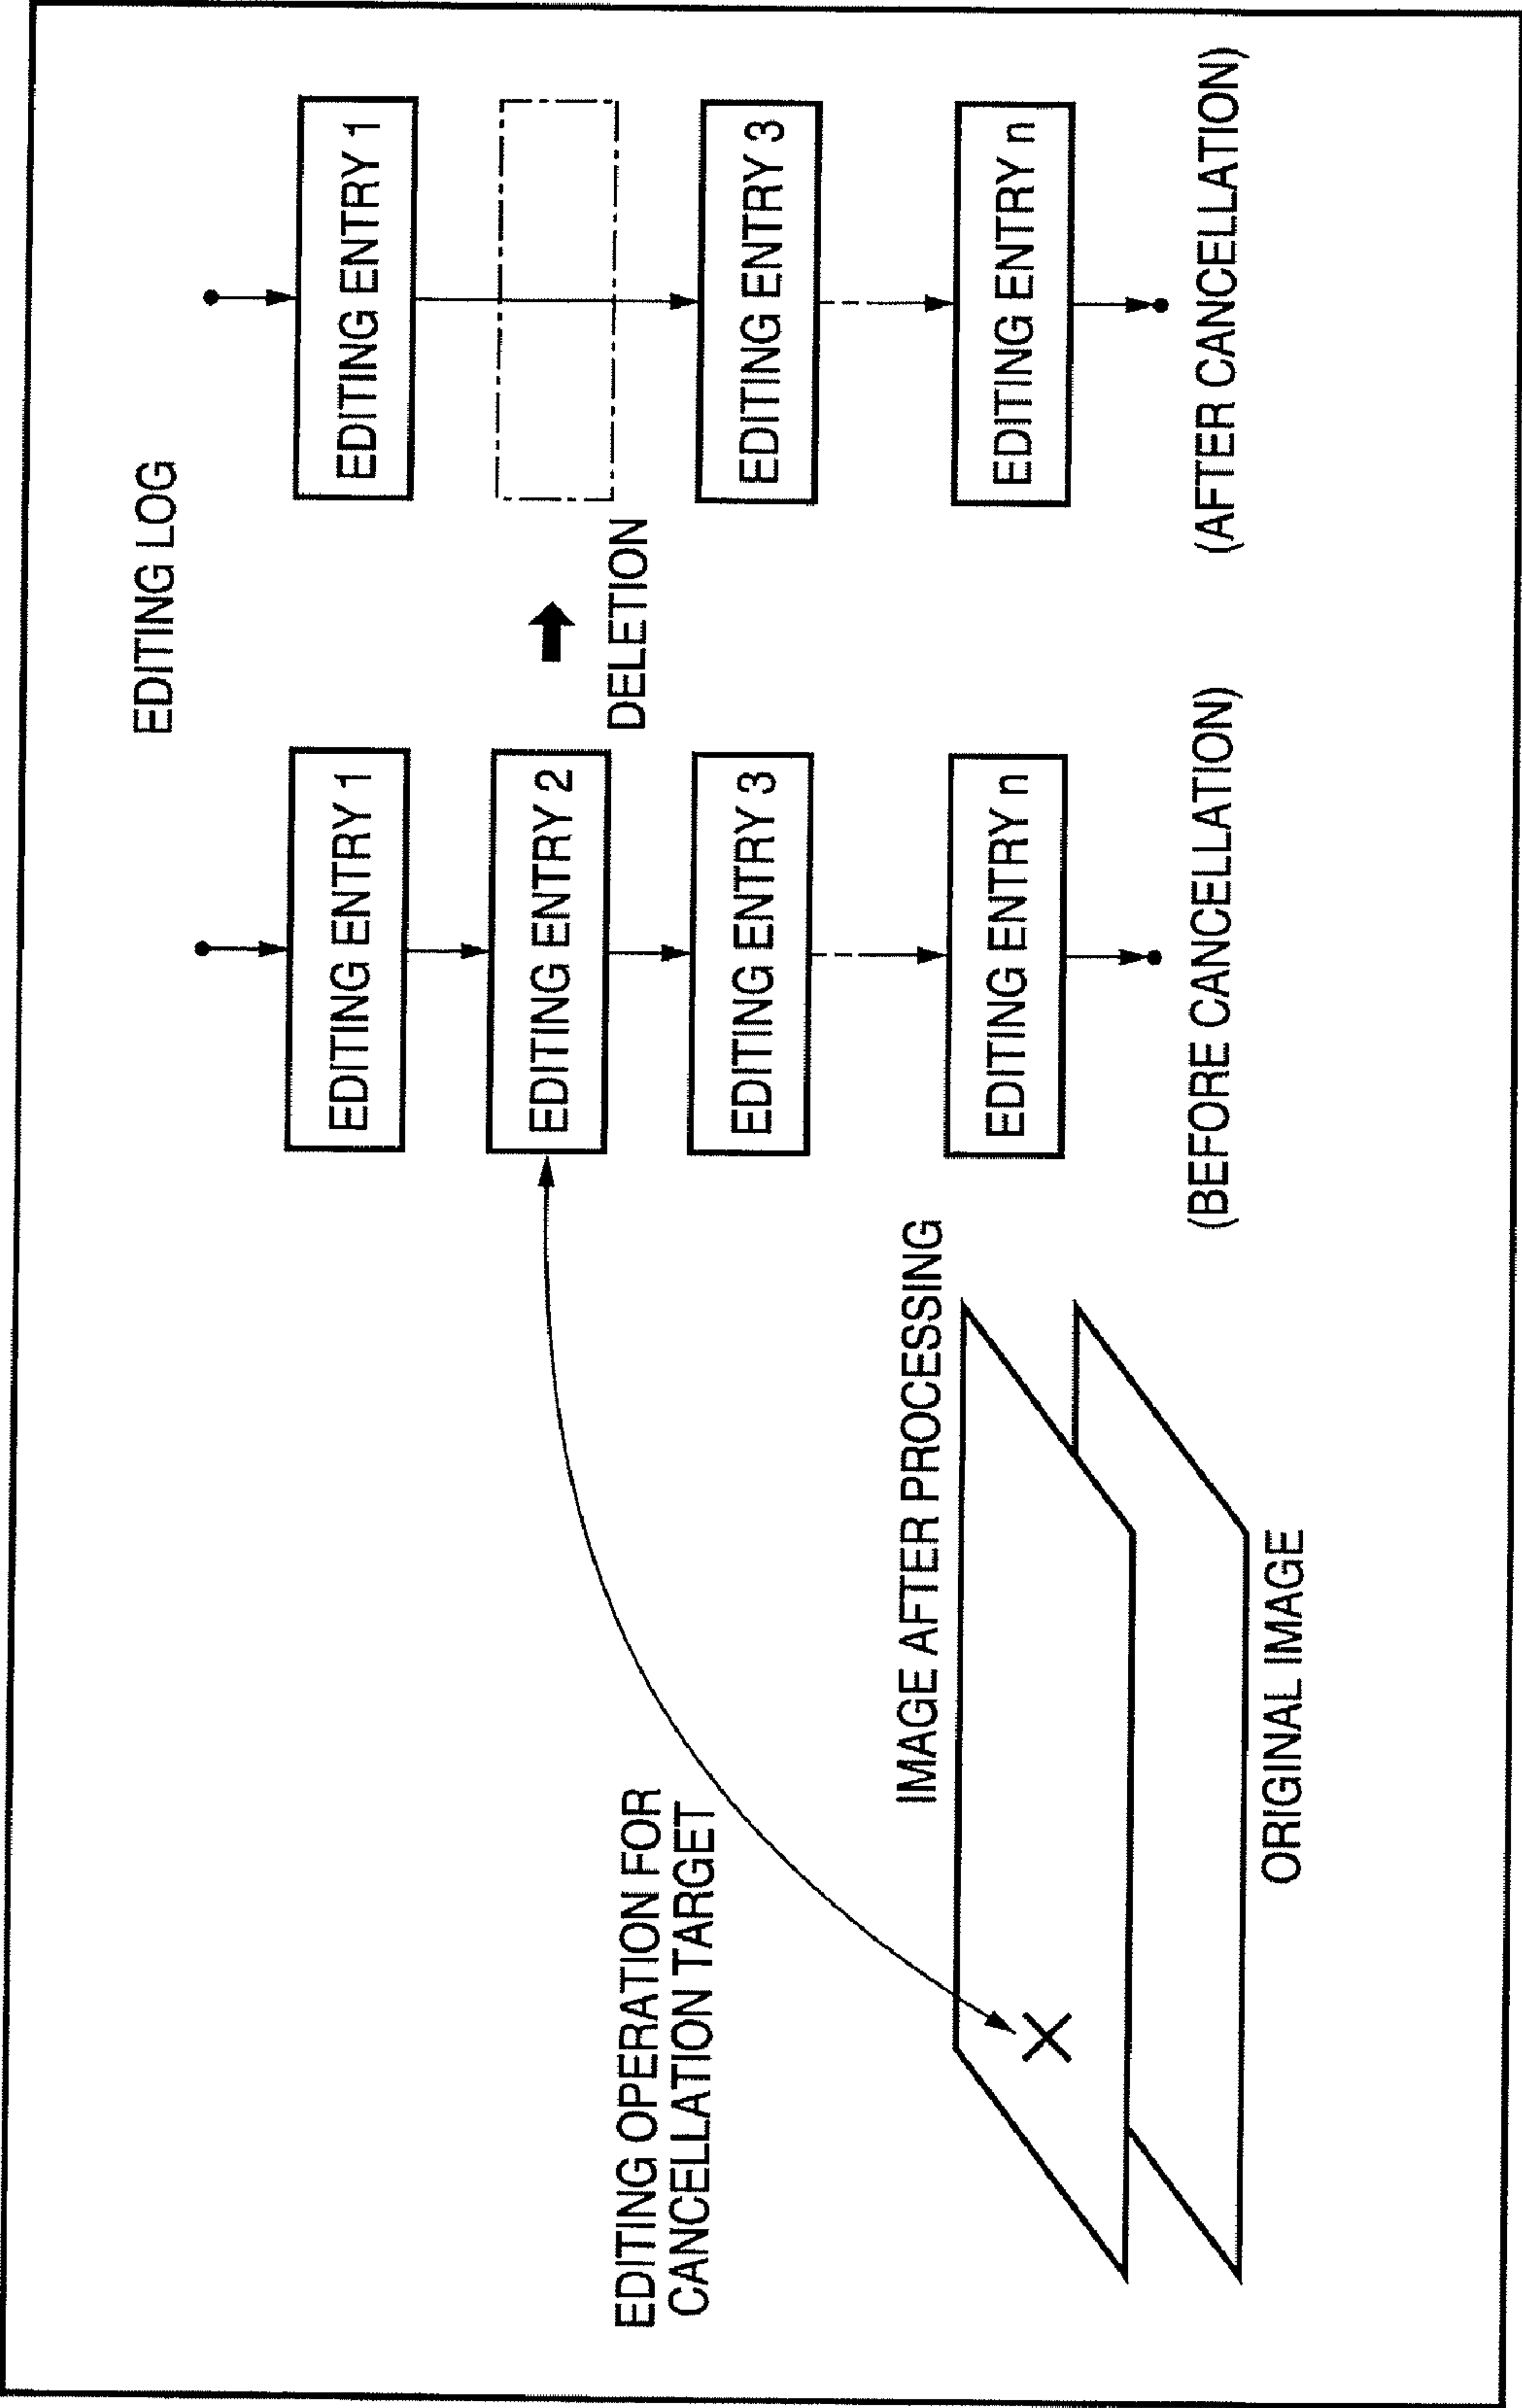 EDITING LOG
EDITING OPERATION FOR
CANCELLATION TARGET
IMAGE AFTER PROCESSING
ORIGINAL IMAGE
EDITING ENTRY 1
EDITING ENTRY 2
EDITING ENTRY 3
EDITING ENTRY n
(BEFORE CANCELLATION)
DELETION
EDITING ENTRY 1
EDITING ENTRY 3
EDITING ENTRY n
(AFTER CANCELLATION)